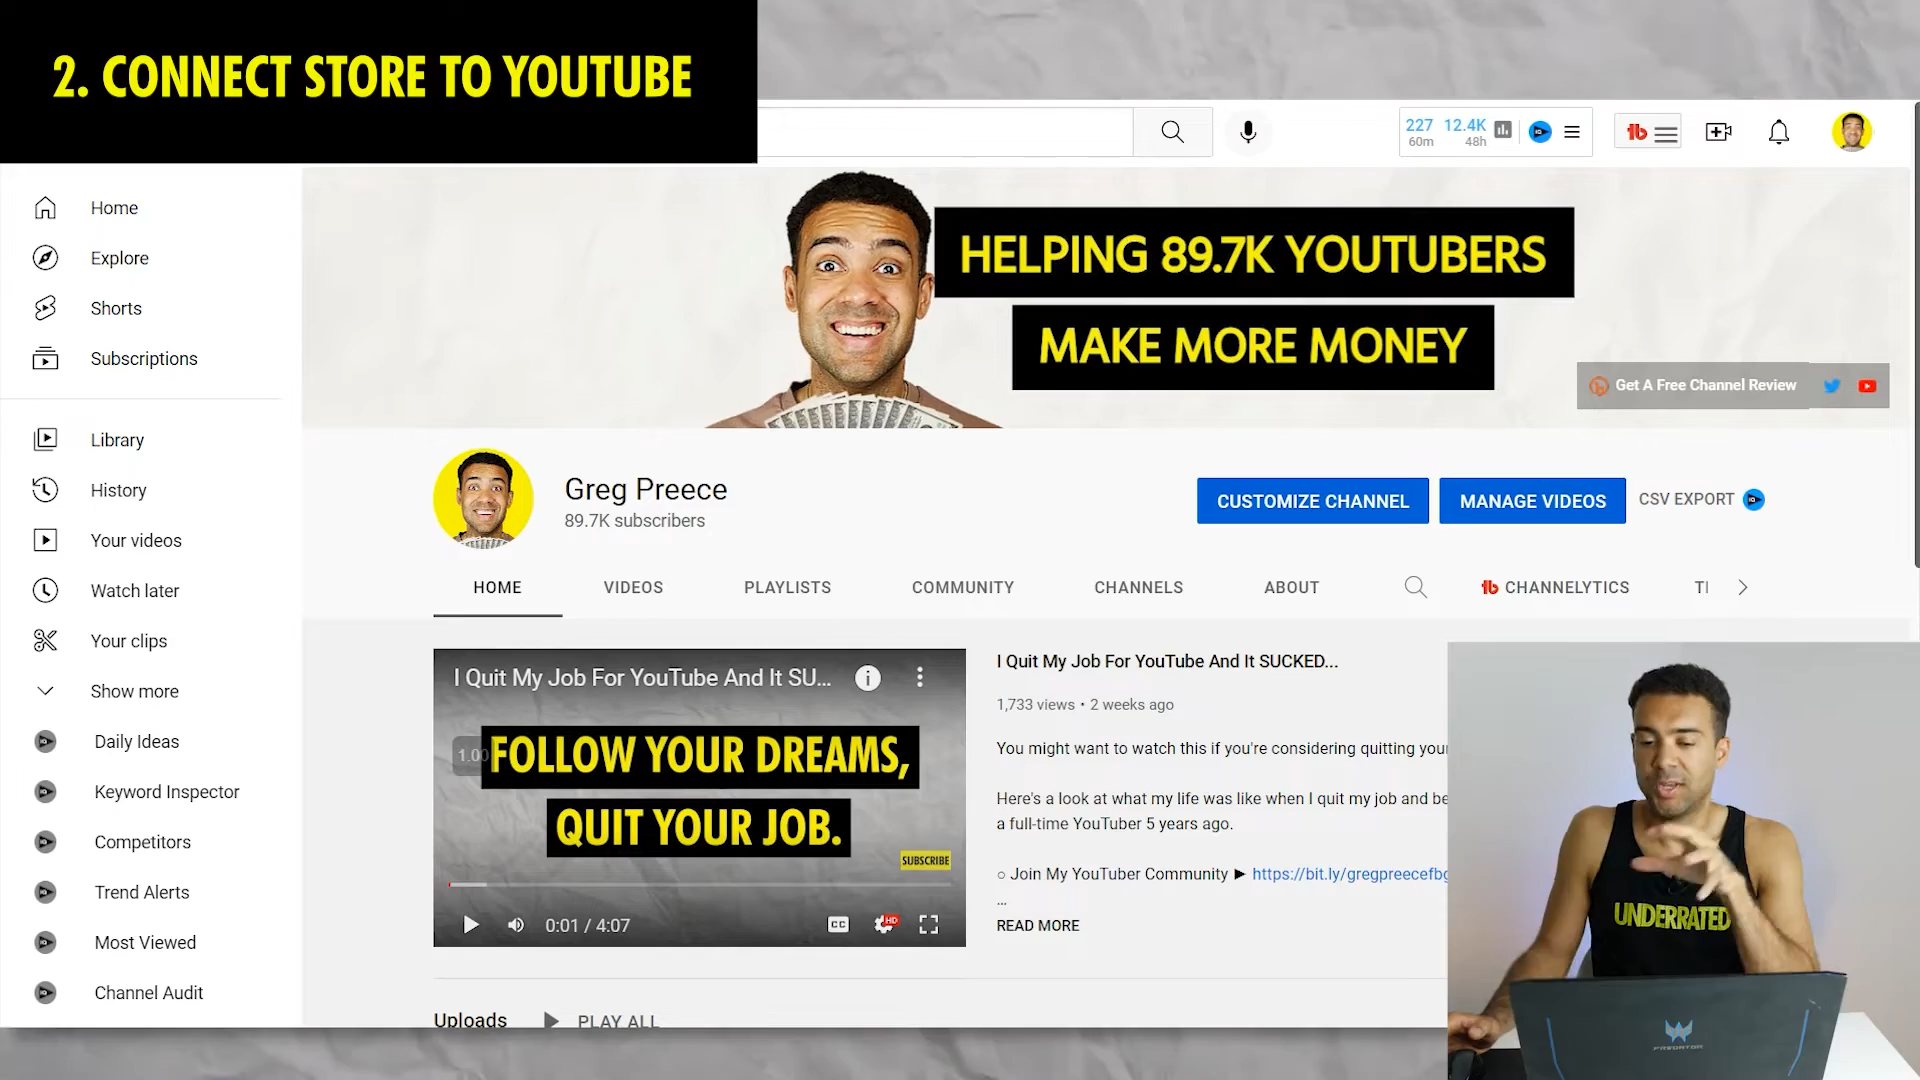 2. CONNECT STORE TO YOUTUBE
227 12.4K
60m 48h
Home
Explore
Shorts
Subscriptions
Library
History
Your videos
Watch later
Your clips
Show more
Daily Ideas
Keyword Inspector
Competitors
Trend Alerts
Most Viewed
Channel Audit
HELPING 89.7K YOUTUBERS
MAKE MORE MONEY
Get A Free Channel Review
Greg Preece
89.7K subscribers
CUSTOMIZE CHANNEL
MANAGE VIDEOS
CSV EXPORT
HOME VIDEOS PLAYLISTS COMMUNITY CHANNELS ABOUT CHANNELYTICS
I Quit My Job For YouTube And It SU...
1.00
FOLLOW YOUR DREAMS,
QUIT YOUR JOB.
SUBSCRIBE
0:01 / 4:07
CC
HD
I Quit My Job For YouTube And It SUCKED...
1,733 views • 2 weeks ago
You might want to watch this if you're considering quitting your
Here's a look at what my life was like when I quit my job and be
a full-time YouTuber 5 years ago.
○ Join My YouTuber Community ► https://bit.ly/gregpreecefbg
...
READ MORE
Uploads
PLAY ALL
UNDERRATED
PREDATOR